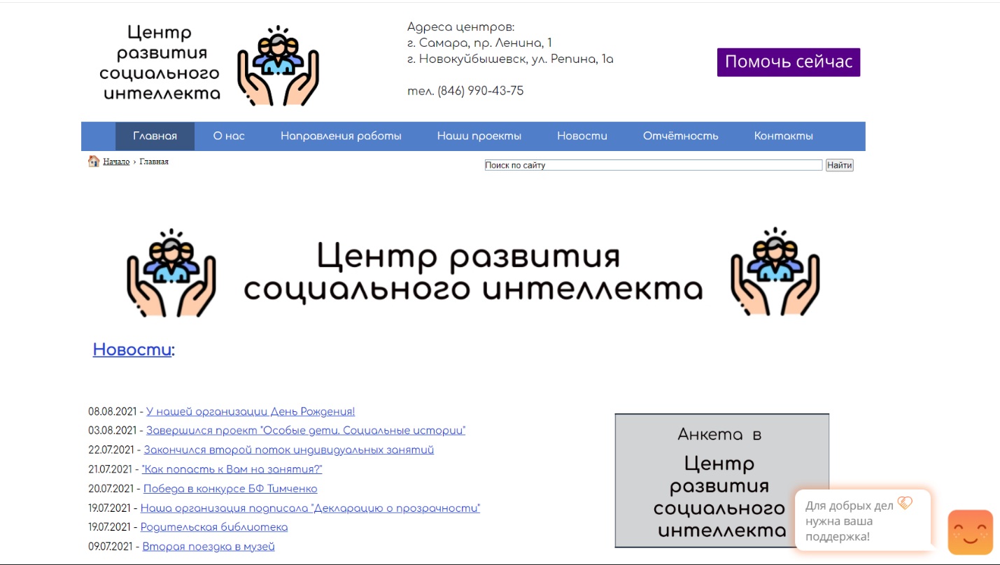 Центр
развития
социального
интеллекта
Адреса центров:
г. Самара, пр. Ленина, 1
г. Новокуйбышевск, ул. Репина, 1а
тел. (846) 990-43-75
Помочь сейчас
Главная О нас Направления работы Наши проекты Новости Отчётность Контакты
Начало › Главная
Поиск по сайту Найти
Центр развития
социального интеллекта
Новости:
08.08.2021 - У нашей организации День Рождения!
03.08.2021 - Завершился проект "Особые дети. Социальные истории"
22.07.2021 - Закончился второй поток индивидуальных занятий
21.07.2021 - "Как попасть к Вам на занятия?"
20.07.2021 - Победа в конкурсе БФ Тимченко
19.07.2021 - Наша организация подписала "Декларацию о прозрачности"
19.07.2021 - Родительская библиотека
09.07.2021 - Вторая поездка в музей
Анкета в
Центр
развития
социального
интеллекта
Для добрых дел
нужна ваша
поддержка!